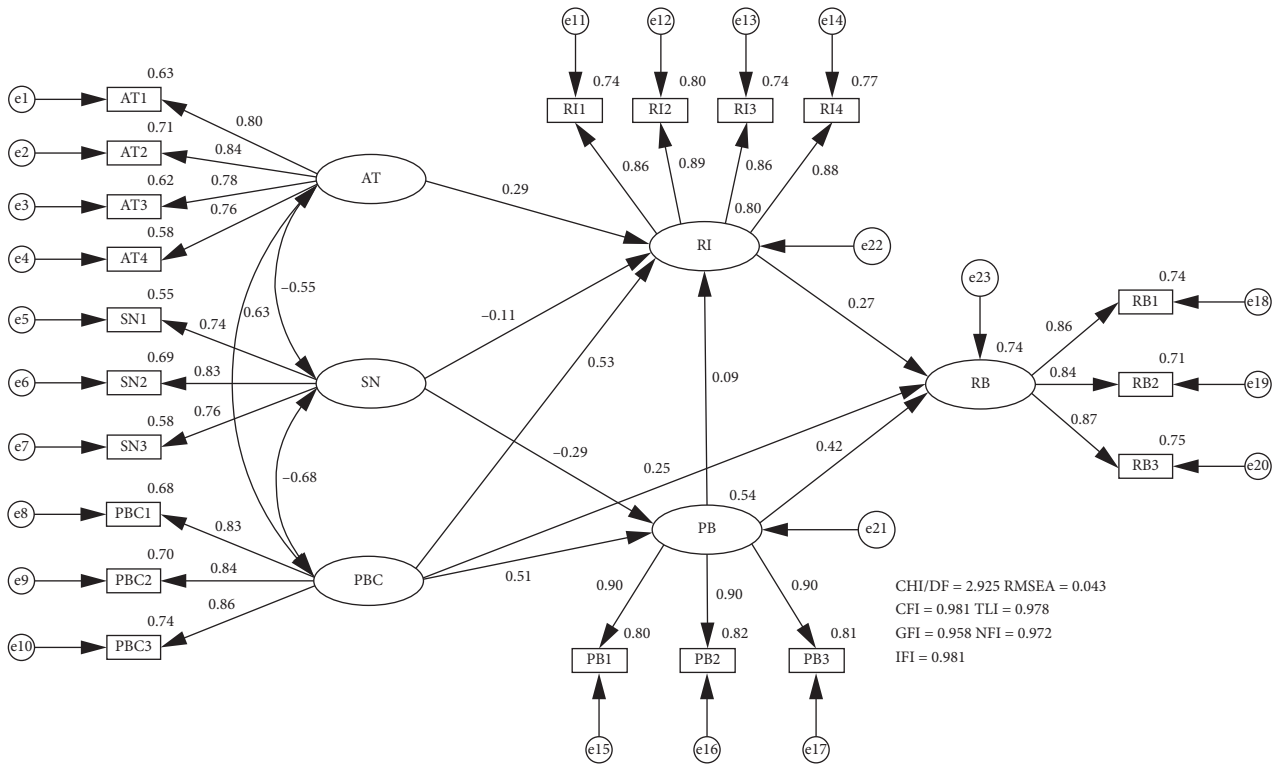 e11
e12
e13
e14
0.74
0.80
0.74
0.77
RI1
RI2
RI3
RI4
0.86
0.89
0.86
0.88
0.63
e1
AT1
0.80
0.71
e2
AT2
0.84
0.62
e3
AT3
0.78
0.58
e4
AT4
0.76
AT
0.29
0.80
RI
e22
–0.55
0.63
0.55
e5
SN1
0.74
0.69
e6
SN2
0.83
0.58
e7
SN3
0.76
SN
–0.11
0.53
0.09
0.27
–0.29
0.25
0.42
–0.68
e23
0.74
RB
0.86
0.84
0.87
0.74
RB1
e18
0.71
RB2
e19
0.75
RB3
e20
0.68
e8
PBC1
0.83
0.70
e9
PBC2
0.84
0.74
e10
PBC3
0.86
PBC
0.51
0.54
PB
e21
0.90
0.90
0.90
0.80
0.82
0.81
PB1
PB2
PB3
e15
e16
e17
CHI/DF = 2.925 RMSEA = 0.043
CFI = 0.981 TLI = 0.978
GFI = 0.958 NFI = 0.972
IFI = 0.981